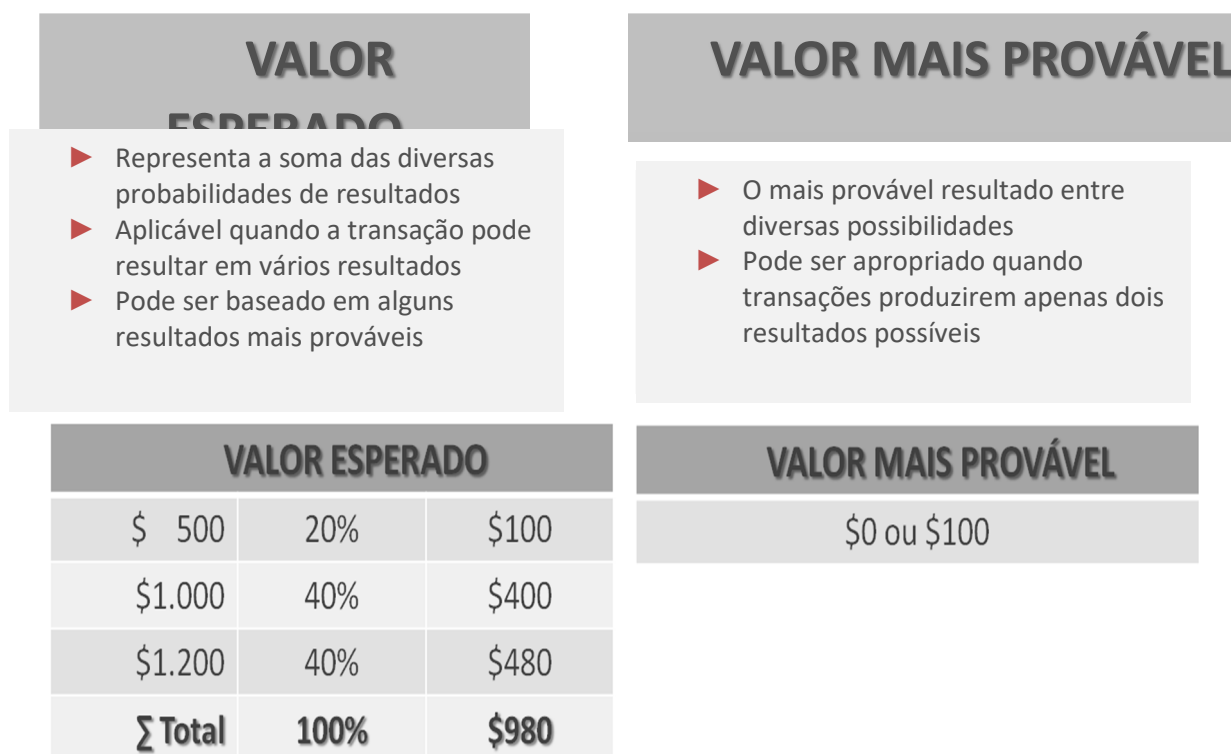 VALOR
ESPERADO
► Representa a soma das diversas
probabilidades de resultados
► Aplicável quando a transação pode
resultar em vários resultados
► Pode ser baseado em alguns
resultados mais prováveis
VALOR MAIS PROVÁVEL
► O mais provável resultado entre
diversas possibilidades
► Pode ser apropriado quando
transações produzirem apenas dois
resultados possíveis
VALOR ESPERADO
$ 500 20% $100
$1.000 40% $400
$1.200 40% $480
∑ Total 100% $980
VALOR MAIS PROVÁVEL
$0 ou $100